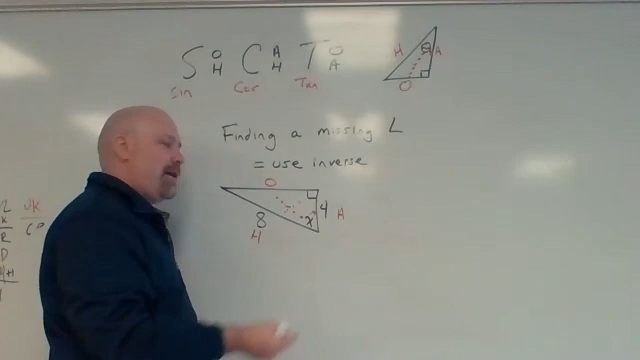 S O/H C A/H T O/A
Sin Cos Tan
H θ A
O
Finding a missing ∠
= use inverse
O
8 x 4 A
H